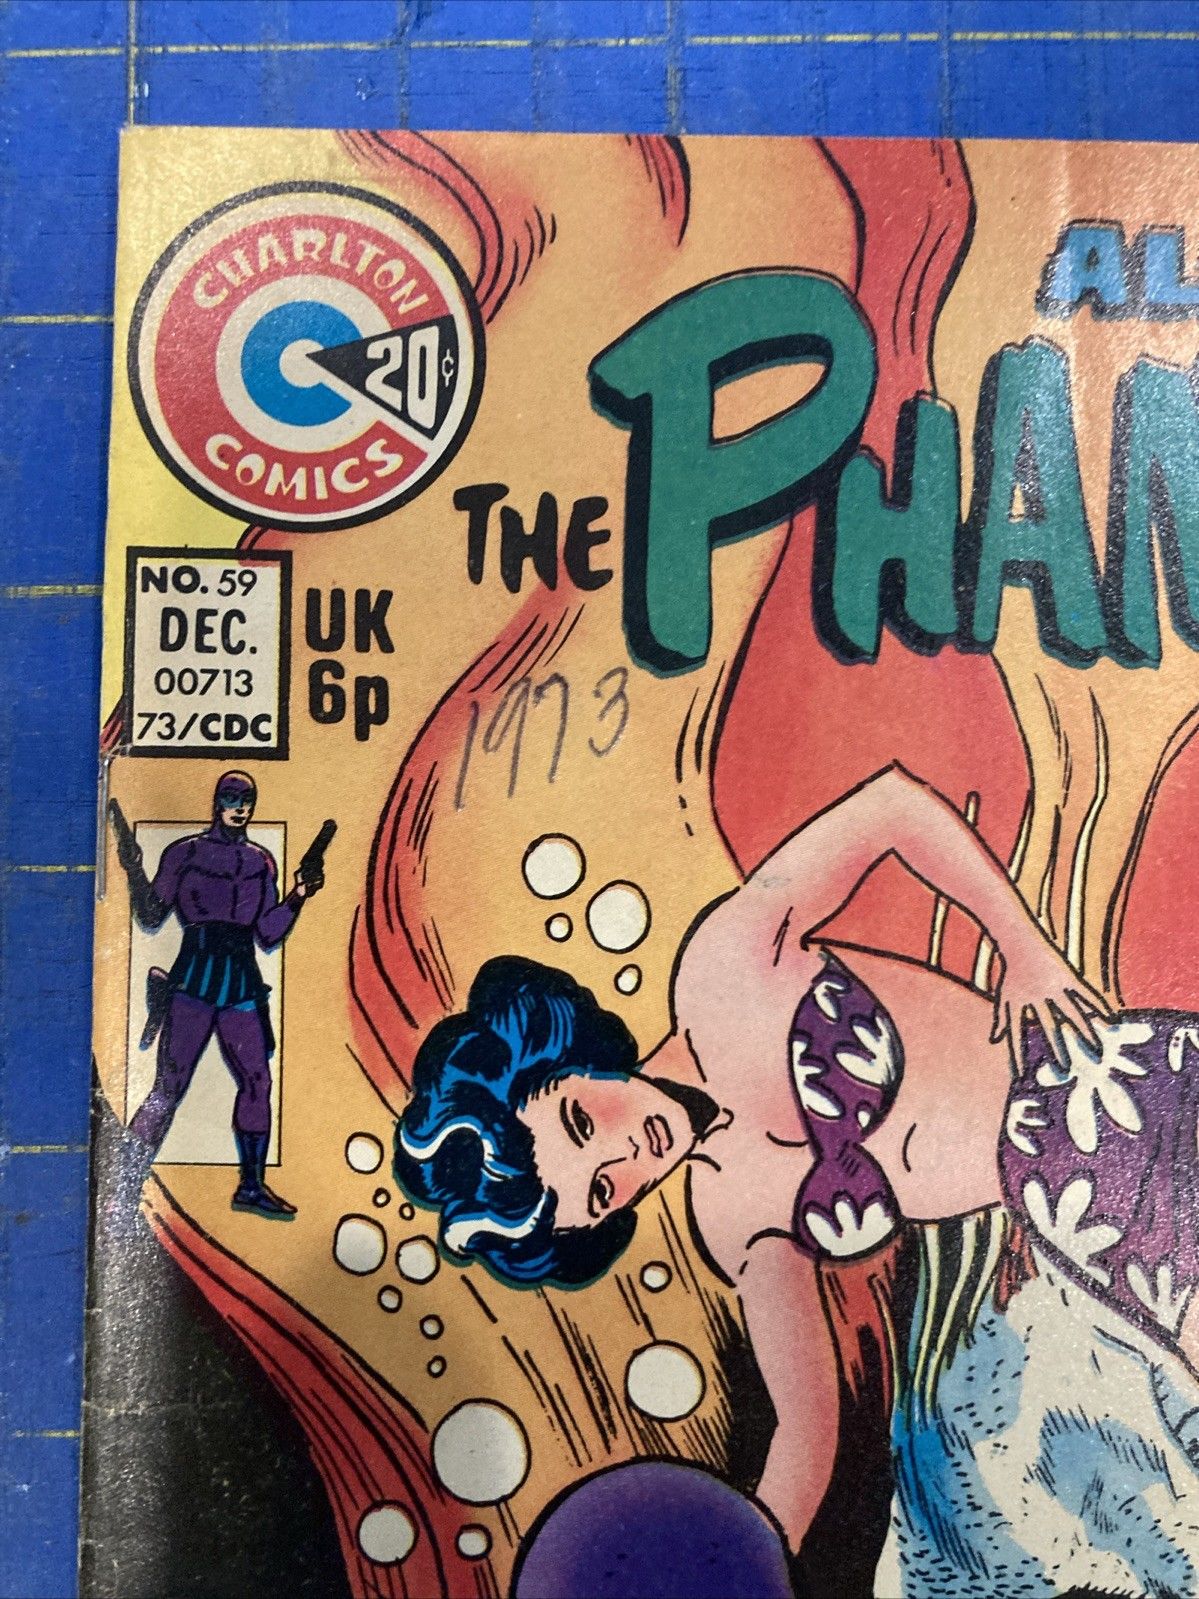 CHARLTON
20¢
COMICS
AL
THE PHAN
NO. 59
DEC.
00713
73/CDC
UK
6p
1973